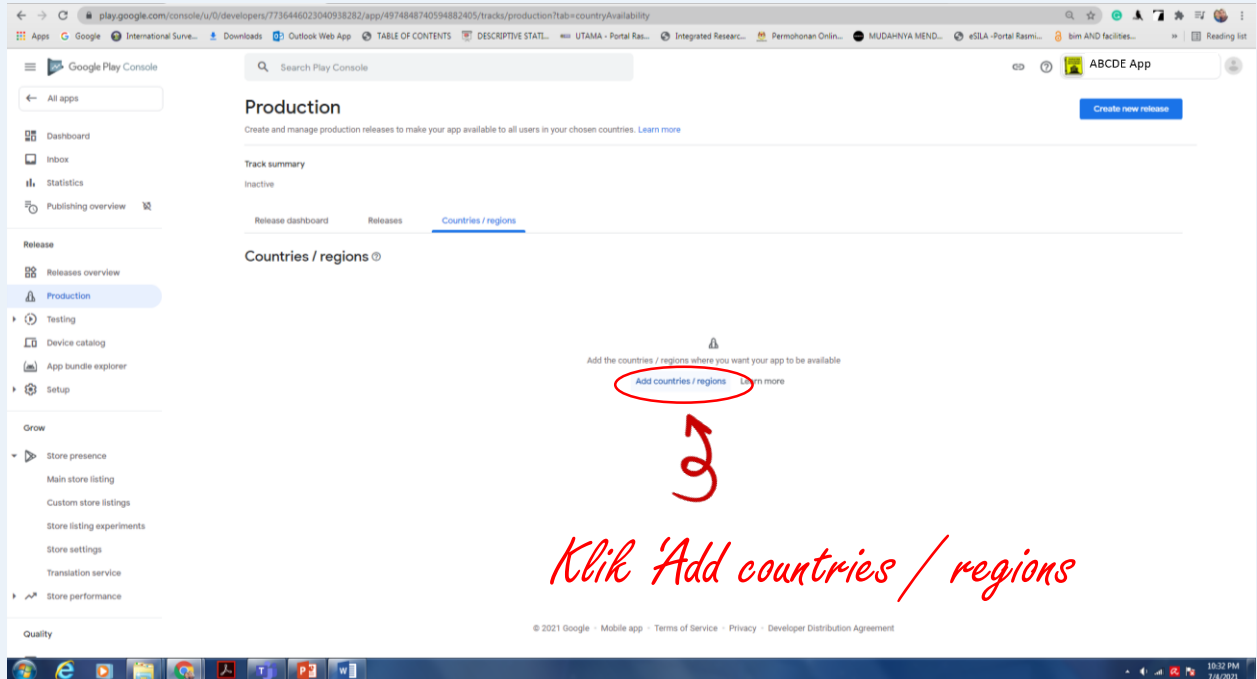 play.google.com/console/u/0/developers/7736446023040938282/app/4974848740594882405/tracks/production?tab=countryAvailability
Apps Google International Surve... Downloads Outlook Web App TABLE OF CONTENTS DESCRIPTIVE STATI... UTAMA - Portal Ras... Integrated Researc... Permohonan Onlin... MUDAHNYA MEND... eSILA -Portal Rasmi... bim AND facilities... » Reading list
Google Play Console
Search Play Console
ABCDE App
All apps
Production
Create new release
Create and manage production releases to make your app available to all users in your chosen countries. Learn more
Dashboard
Inbox
Statistics
Publishing overview
Track summary
Inactive
Release dashboard Releases Countries / regions
Release
Countries / regions
Releases overview
Production
Testing
Device catalog
App bundle explorer
Setup
Add the countries / regions where you want your app to be available
Add countries / regions Learn more
Grow
Store presence
Main store listing
Custom store listings
Store listing experiments
Store settings
Translation service
Store performance
Quality
Klik 'Add countries / regions
© 2021 Google · Mobile app · Terms of Service · Privacy · Developer Distribution Agreement
10:32 PM
7/4/2021